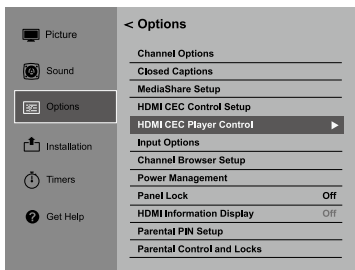 Picture
Sound
Options
Installation
Timers
Get Help
< Options
Channel Options
Closed Captions
MediaShare Setup
HDMI CEC Control Setup
HDMI CEC Player Control
Input Options
Channel Browser Setup
Power Management
Panel Lock Off
HDMI Information Display Off
Parental PIN Setup
Parental Control and Locks